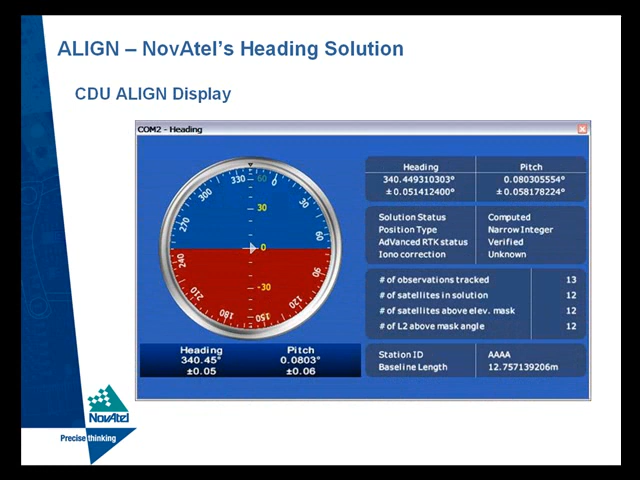 ALIGN – NovAtel's Heading Solution
CDU ALIGN Display
COM2 - Heading
330 60 0
300 30
30
270 60
0
240 90
-30
210 120
180 150
Heading Pitch
340.45° 0.0803°
±0.05 ±0.06
Heading Pitch
340.449310303° 0.080305554°
±0.051412400° ±0.058178224°
Solution Status Computed
Position Type Narrow Integer
AdVanced RTK status Verified
Iono correction Unknown
# of observations tracked 13
# of satellites in solution 12
# of satellites above elev. mask 12
# of L2 above mask angle 12
Station ID AAAA
Baseline Length 12.757139206m
NovAtel
Precise thinking